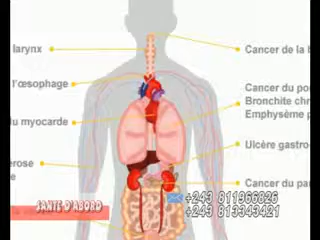 larynx
Cancer de la
l'œsophage
Cancer du po
Bronchite chr
Emphysème
du myocarde
Ulcère gastro
erose
Cancer du pa
SANTE D'ABORD
+243 811966826
+243 813343421